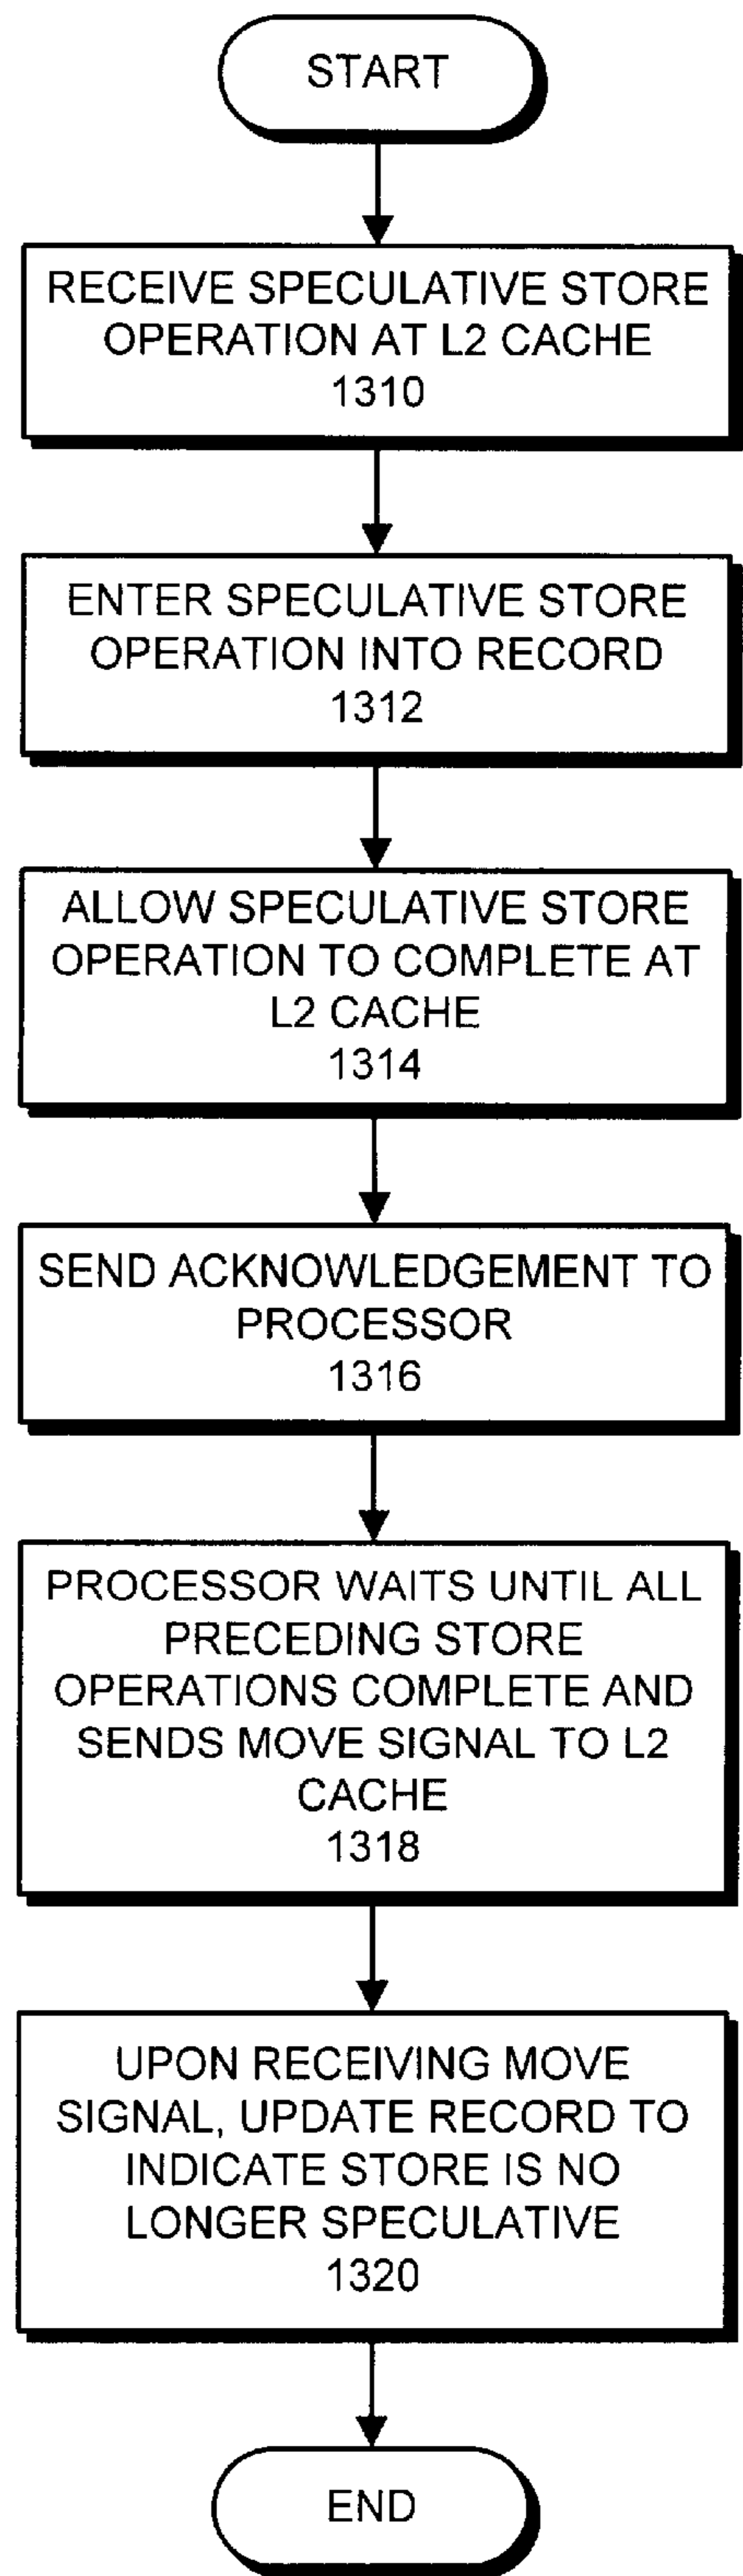 START
RECEIVE SPECULATIVE STORE
OPERATION AT L2 CACHE
1310
ENTER SPECULATIVE STORE
OPERATION INTO RECORD
1312
ALLOW SPECULATIVE STORE
OPERATION TO COMPLETE AT
L2 CACHE
1314
SEND ACKNOWLEDGEMENT TO
PROCESSOR
1316
PROCESSOR WAITS UNTIL ALL
PRECEDING STORE
OPERATIONS COMPLETE AND
SENDS MOVE SIGNAL TO L2
CACHE
1318
UPON RECEIVING MOVE
SIGNAL, UPDATE RECORD TO
INDICATE STORE IS NO
LONGER SPECULATIVE
1320
END